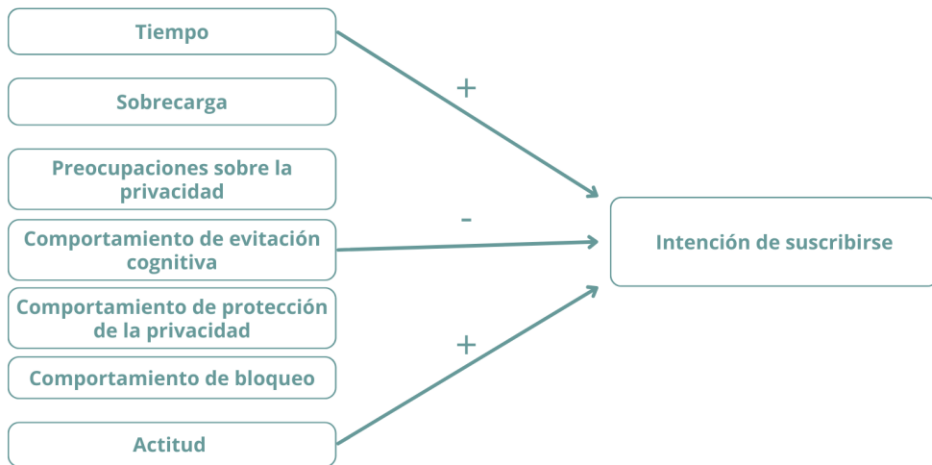 Tiempo
+
Sobrecarga
Preocupaciones sobre la
privacidad
-
Comportamiento de evitación
cognitiva
Intención de suscribirse
Comportamiento de protección
de la privacidad
+
Comportamiento de bloqueo
Actitud